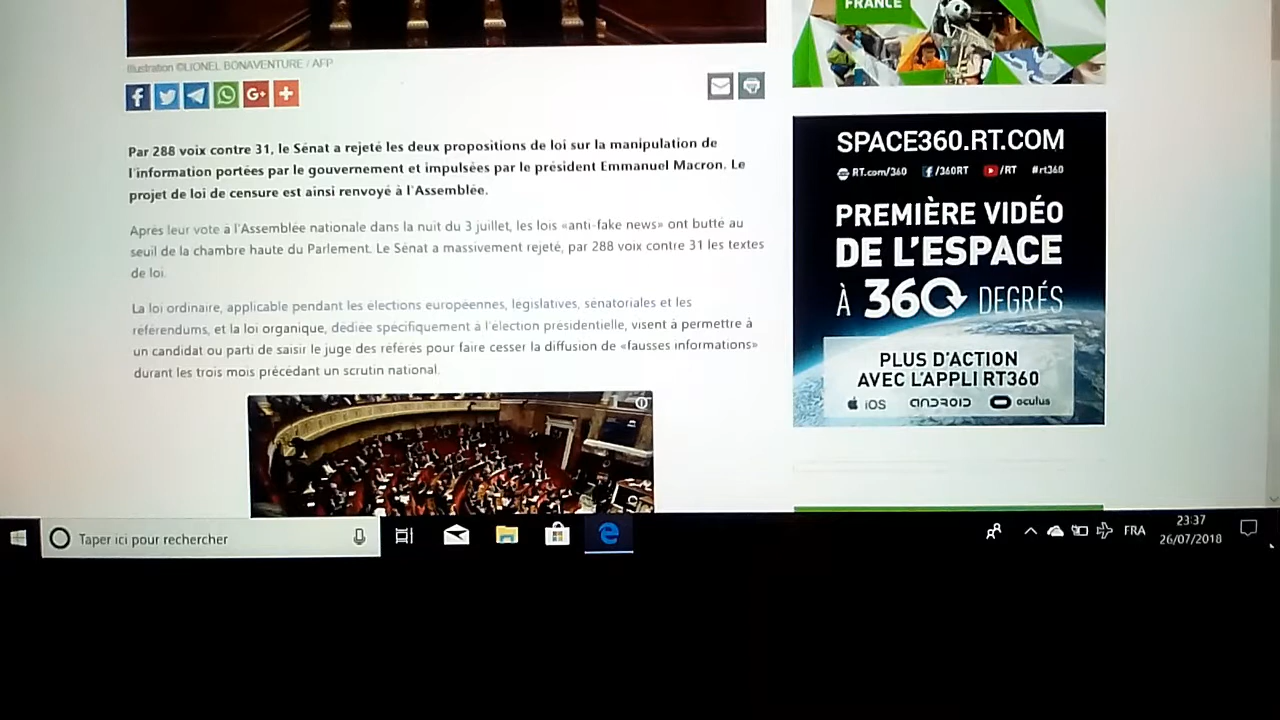 FRANCE
Illustration ©LIONEL BONAVENTURE / AFP
G+
Par 288 voix contre 31, le Sénat a rejeté les deux propositions de loi sur la manipulation de
l'information portées par le gouvernement et impulsées par le président Emmanuel Macron. Le
projet de loi de censure est ainsi renvoyé à l'Assemblée.
Après leur vote à l'Assemblée nationale dans la nuit du 3 juillet, les lois «anti-fake news» ont butté au
seuil de la chambre haute du Parlement. Le Sénat a massivement rejeté, par 288 voix contre 31 les textes
de loi.
La loi ordinaire, applicable pendant les élections européennes, législatives, sénatoriales et les
référendums, et la loi organique, dédiée spécifiquement à l'élection présidentielle, visent à permettre à
un candidat ou parti de saisir le juge des référés pour faire cesser la diffusion de «fausses informations»
durant les trois mois précédant un scrutin national.
SPACE360.RT.COM
RT.com/360 /360RT /RT #rt360
PREMIÈRE VIDÉO
DE L'ESPACE
À 360 DEGRÉS
PLUS D'ACTION
AVEC L'APPLI RT360
iOS ANDROID oculus
Taper ici pour rechercher
FRA
23:37
26/07/2018